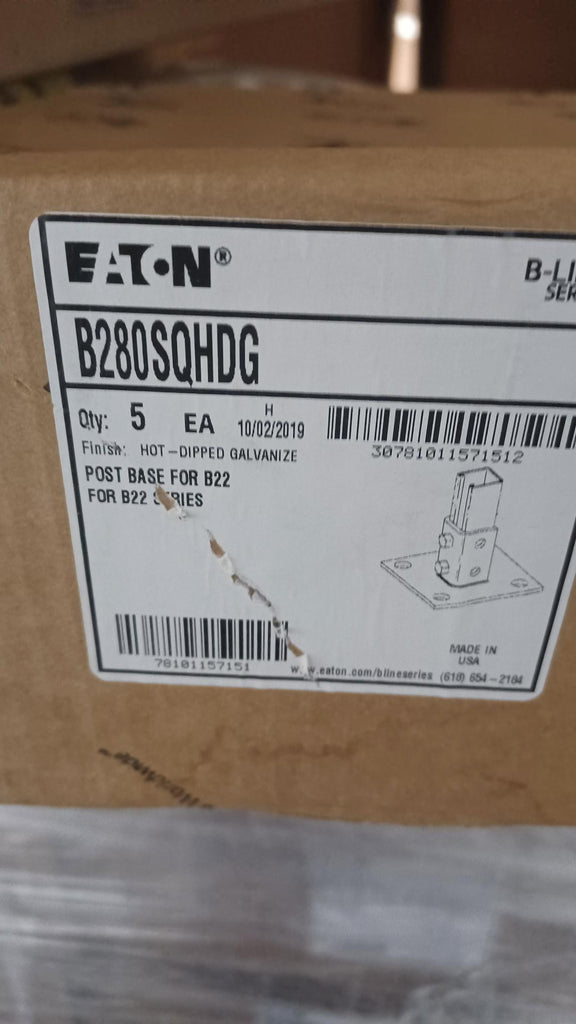 EATON®
B-LI
SER
B280SQHDG
Qty: 5 EA
H
10/02/2019
Finish: HOT-DIPPED GALVANIZE
30781011571512
POST BASE FOR B22
FOR B22 SERIES
MADE IN
USA
78101157151
www.eaton.com/blineseries (618) 654-2184